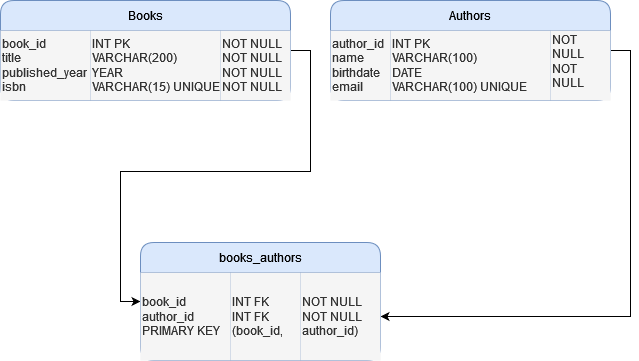 Books
book_id INT PK NOT NULL
title VARCHAR(200) NOT NULL
published_year YEAR NOT NULL
isbn VARCHAR(15) UNIQUE NOT NULL
Authors
author_id INT PK NOT
name VARCHAR(100) NULL
birthdate DATE NOT
email VARCHAR(100) UNIQUE NULL
books_authors
book_id INT FK NOT NULL
author_id INT FK NOT NULL
PRIMARY KEY (book_id, author_id)